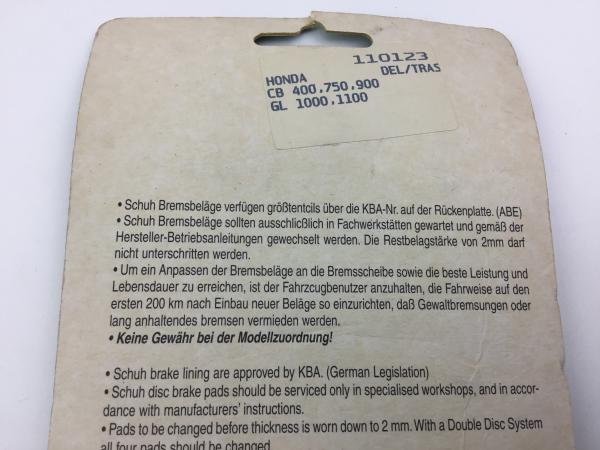 110123
HONDA DEL/TRAS
CB 400,750,900
GL 1000,1100
• Schuh Bremsbeläge verfügen größtentcils über die KBA-Nr. auf der Rückenplatte. (ABE)
• Schuh Bremsbeläge sollten ausschlicßlich in Fachwerkstätten gewartet und gemäß der
Hersteller-Betriebsanleitungen gewechselt werden. Die Restbelagstärke von 2mm darf
nicht unterschritten werden.
• Um ein Anpassen der Bremsbeläge an die Bremsscheibe sowie die beste Leistung und
Lebensdauer zu erreichen, ist der Fahrzcugbenutzer anzuhalten, die Fahrweise auf den
ersten 200 km nach Einbau neuer Beläge so einzurichten, daß Gewaltbremsungen oder
lang anhaltendes bremsen vermieden werden.
• Keine Gewähr bei der Modellzuordnung!
• Schuh brake lining are approved by KBA. (German Legislation)
• Schuh disc brake pads should be serviced only in specialised workshops, and in accor-
dance with manufacturers' instructions.
• Pads to be changed before thickness is worn down to 2 mm. With a Double Disc System
all four pads should be changed